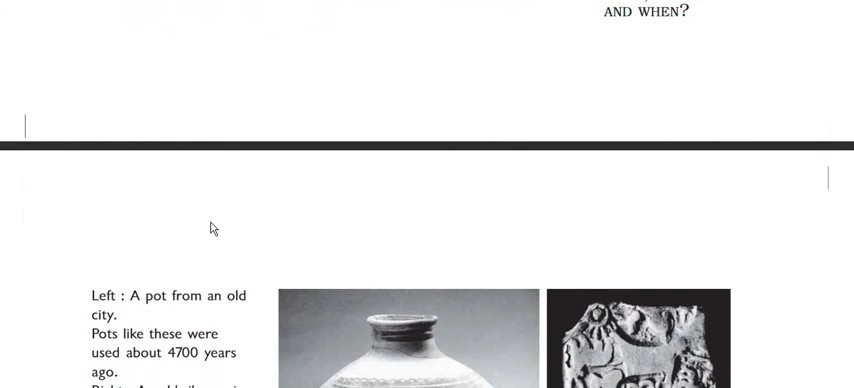 AND WHEN?
Left : A pot from an old
city.
Pots like these were
used about 4700 years
ago.